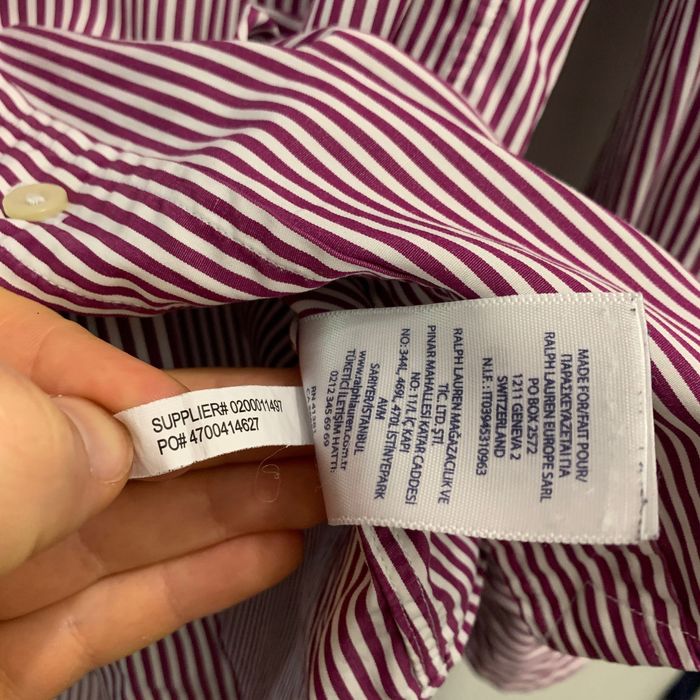 SUPPLIER# 0200011497
PO# 4700414627
MADE FOR/FAIT POUR/
ΠΑΡΑΣΚΕΥΑΖΕΤΑΙ ΓΙΑ
RALPH LAUREN EUROPE SARL
PO BOX 2572
1211 GENEVA 2
SWITZERLAND
N.I.F.: IT03945310963
RALPH LAUREN MAĞAZACILIK VE
TİC. LTD. ŞTİ.
PINAR MAHALLESİ KATAR CADDESİ
NO: 11/L İÇ KAPI
NO: 344L, 469L, 470L İSTİNYEPARK
AVM
SARIYER/İSTANBUL
www.ralphlauren.com.tr
TÜKETİCİ İLETİŞİM HATTI:
0212 345 69 69
RN 41381